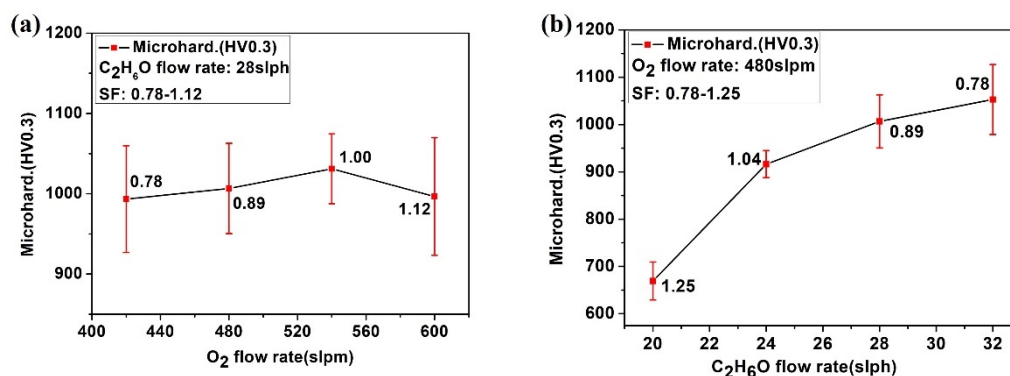 (a)
1200
1100
1000
900
Microhard.(HV0.3)
Microhard.(HV0.3)
C₂H₆O flow rate: 28slph
SF: 0.78-1.12
0.78
0.89
1.00
1.12
400 440 480 520 560 600
O₂ flow rate(slpm)
(b)
1200
1100
1000
900
800
700
600
Microhard.(HV0.3)
Microhard.(HV0.3)
O₂ flow rate: 480slpm
SF: 0.78-1.25
1.25
1.04
0.89
0.78
20 22 24 26 28 30 32
C₂H₆O flow rate(slph)